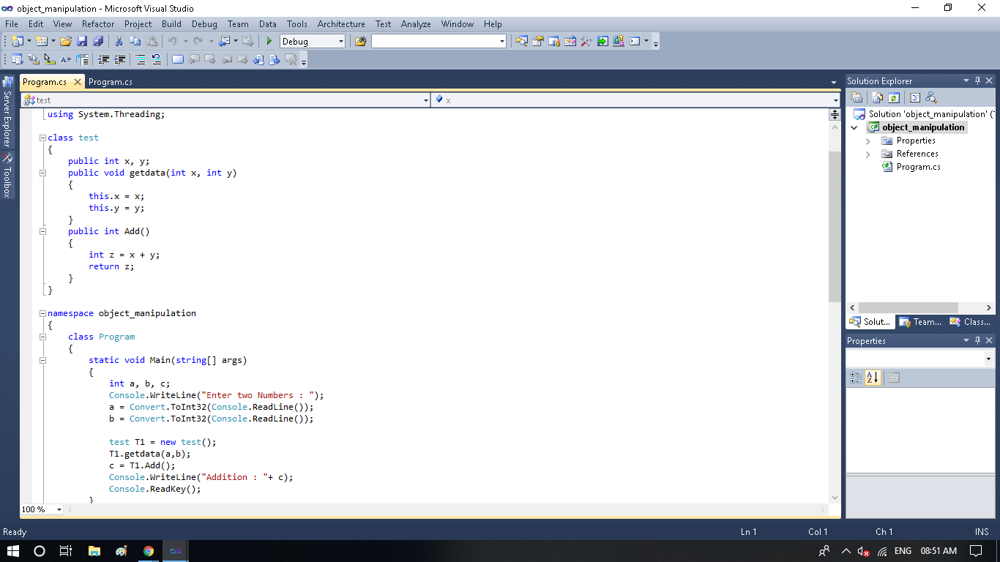 object_manipulation - Microsoft Visual Studio
File Edit View Refactor Project Build Debug Team Data Tools Architecture Test Analyze Window Help
Debug
Program.cs Program.cs
test x
using System.Threading;
class test
{
public int x, y;
public void getdata(int x, int y)
{
this.x = x;
this.y = y;
}
public int Add()
{
int z = x + y;
return z;
}
}
namespace object_manipulation
{
class Program
{
static void Main(string[] args)
{
int a, b, c;
Console.WriteLine("Enter two Numbers : ");
a = Convert.ToInt32(Console.ReadLine());
b = Convert.ToInt32(Console.ReadLine());
test T1 = new test();
T1.getdata(a,b);
c = T1.Add();
Console.WriteLine("Addition : "+ c);
Console.ReadKey();
}
100 %
Server Explorer
Toolbox
Solution Explorer
Solution 'object_manipulation' (
object_manipulation
Properties
References
Program.cs
Solut... Team... Class...
Properties
Ready Ln 1 Col 1 Ch 1 INS
ENG 08:51 AM